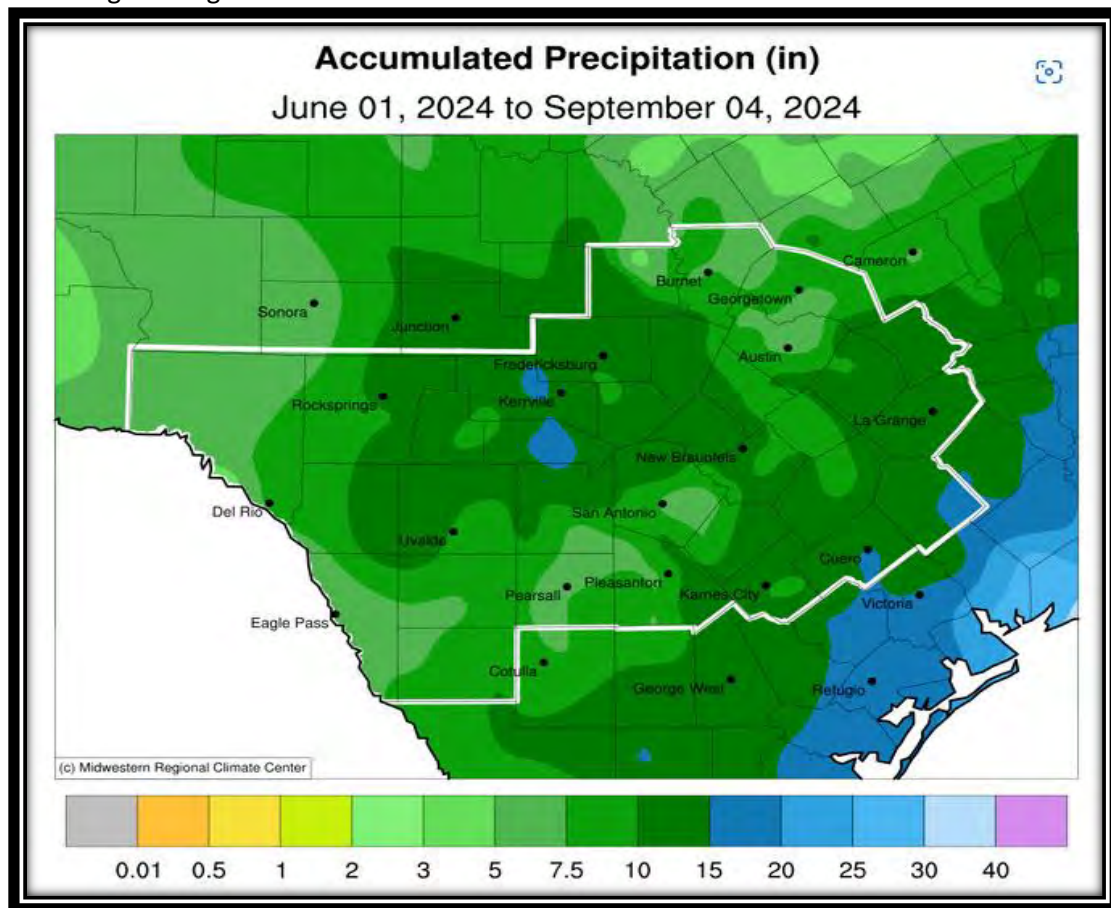 Accumulated Precipitation (in)
June 01, 2024 to September 04, 2024
Cameron
Burnet
Georgetown
Sonora
Junction
Austin
Fredericksburg
Rocksprings
Kerrville
La Grange
New Braunfels
Del Rio
San Antonio
Uvalde
Cuero
Pearsall
Pleasanton
Karnes City
Victoria
Eagle Pass
Cotulla
George West
Refugio
(c) Midwestern Regional Climate Center
0.01 0.5 1 2 3 5 7.5 10 15 20 25 30 40